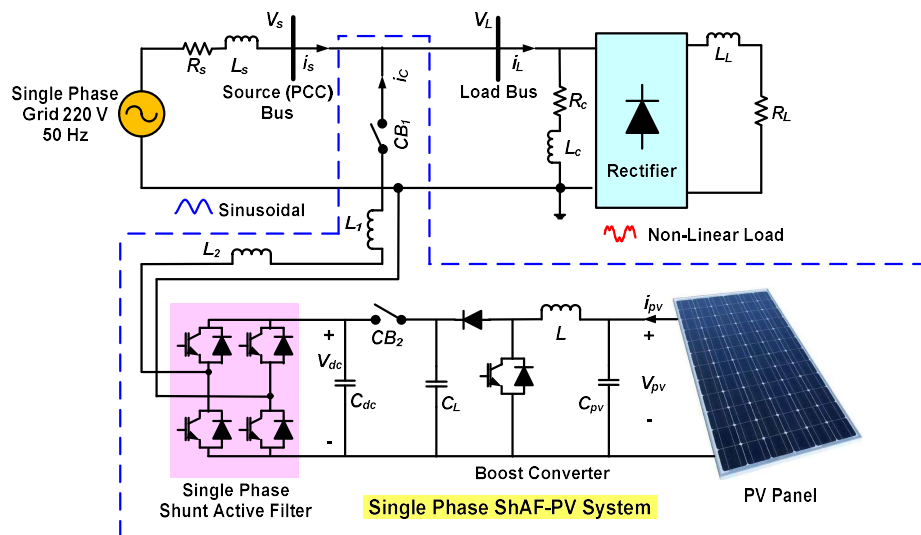 Vs
VL
Rs
Ls
is
iC
iL
LL
Single Phase
Grid 220 V
50 Hz
Source (PCC)
Bus
Load Bus
CB1
Rc
Lc
Rectifier
RL
Sinusoidal
L1
Non-Linear Load
L2
ipv
+
Vdc
-
Cdc
CB2
CL
L
Cpv
+
Vpv
-
Boost Converter
Single Phase
Shunt Active Filter
Single Phase ShAF-PV System
PV Panel